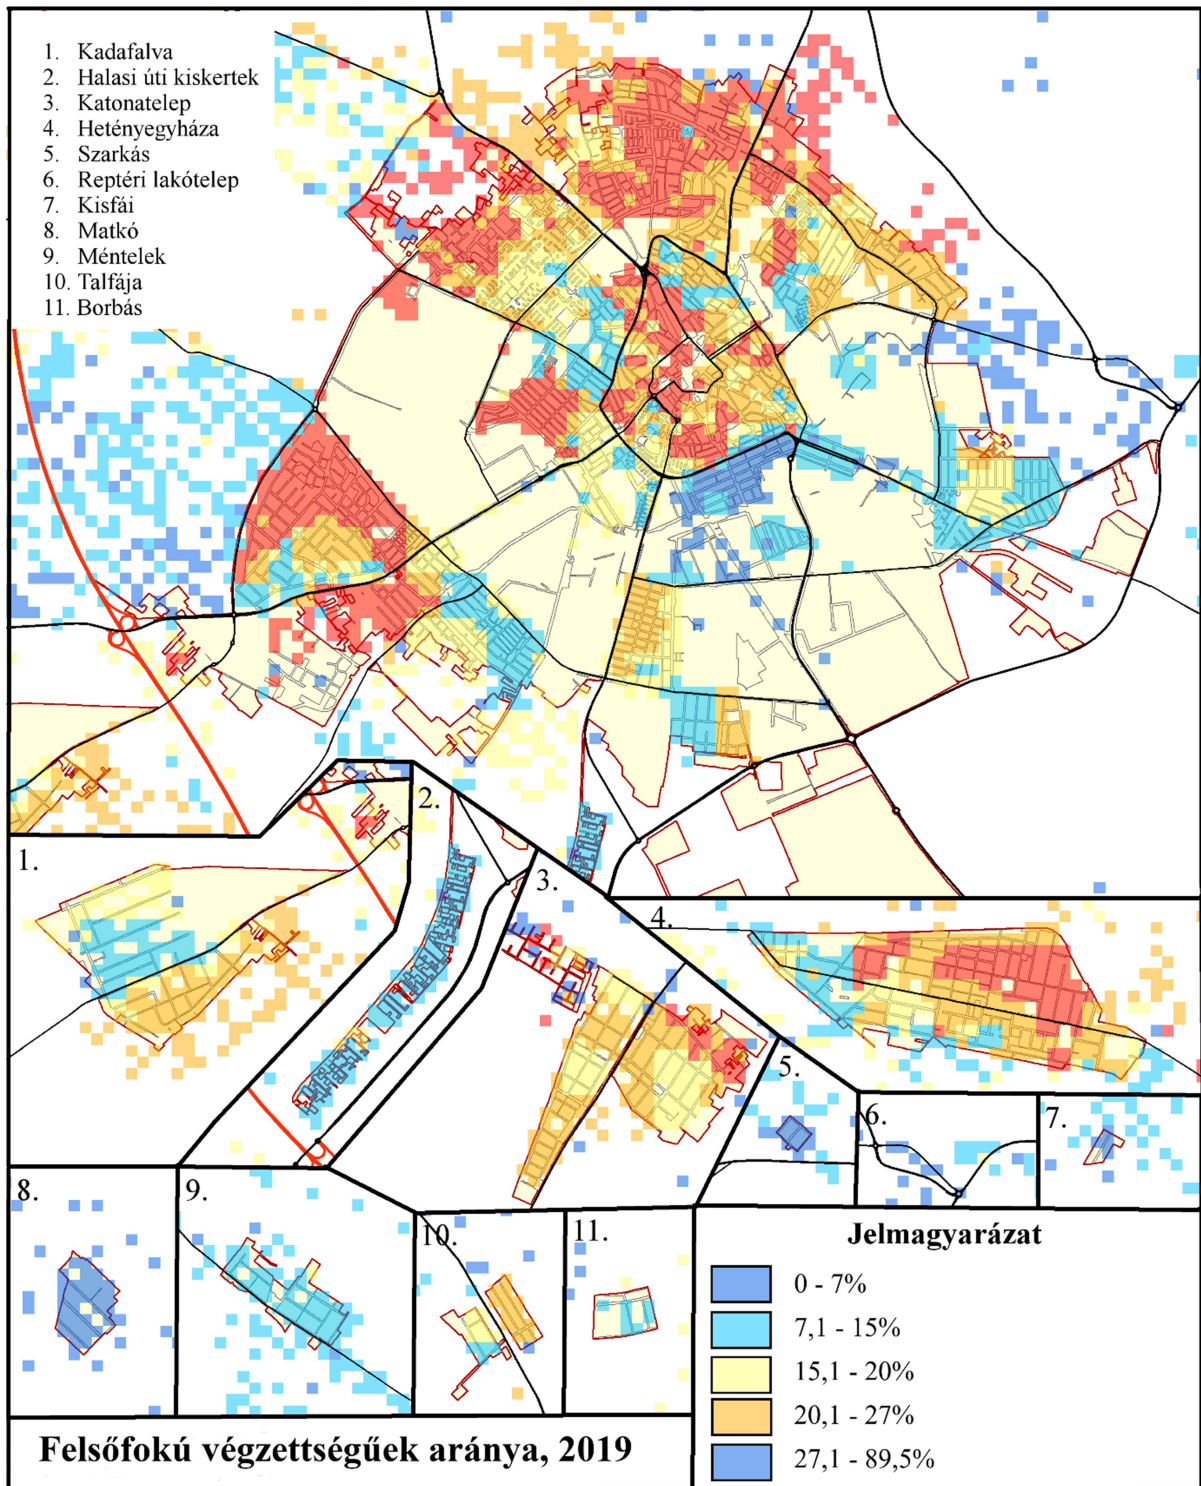 1. Kadafalva
2. Halasi úti kiskertek
3. Katonatelep
4. Hetényegyháza
5. Szarkás
6. Reptéri lakótelep
7. Kisfái
8. Matkó
9. Méntelek
10. Talfája
11. Borbás
1.
2.
3.
4.
5.
6.
7.
8.
9.
10.
11.
Jelmagyarázat
0 - 7%
7,1 - 15%
15,1 - 20%
20,1 - 27%
27,1 - 89,5%
Felsőfokú végzettségűek aránya, 2019